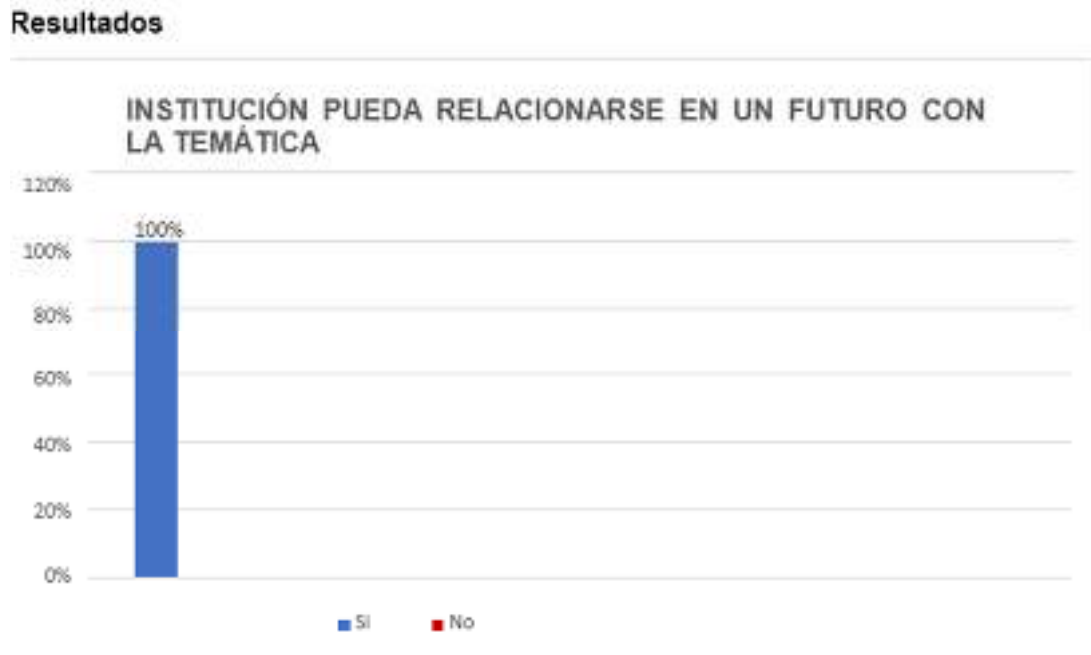 Resultados
INSTITUCIÓN PUEDA RELACIONARSE EN UN FUTURO CON
LA TEMÁTICA
120%
100%
100%
80%
60%
40%
20%
0%
Si No